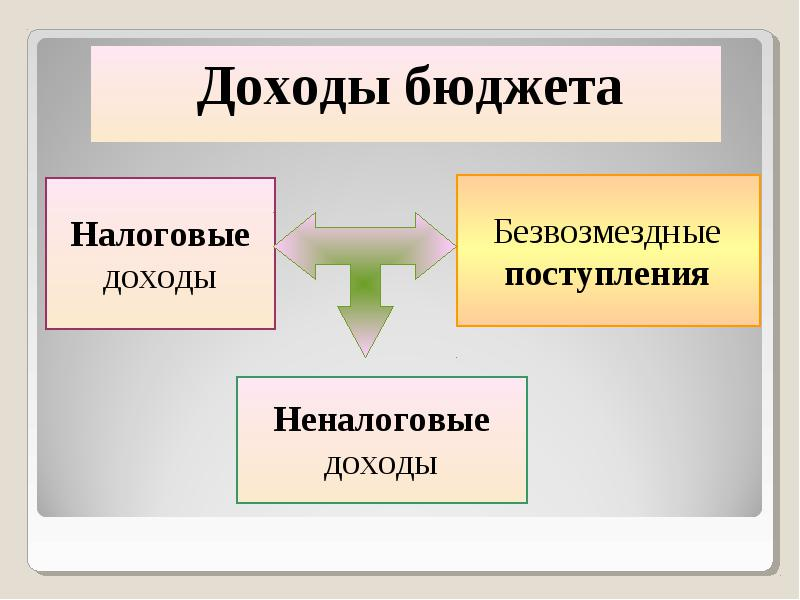 Доходы бюджета
Налоговые
доходы
Безвозмездные
поступления
Неналоговые
доходы